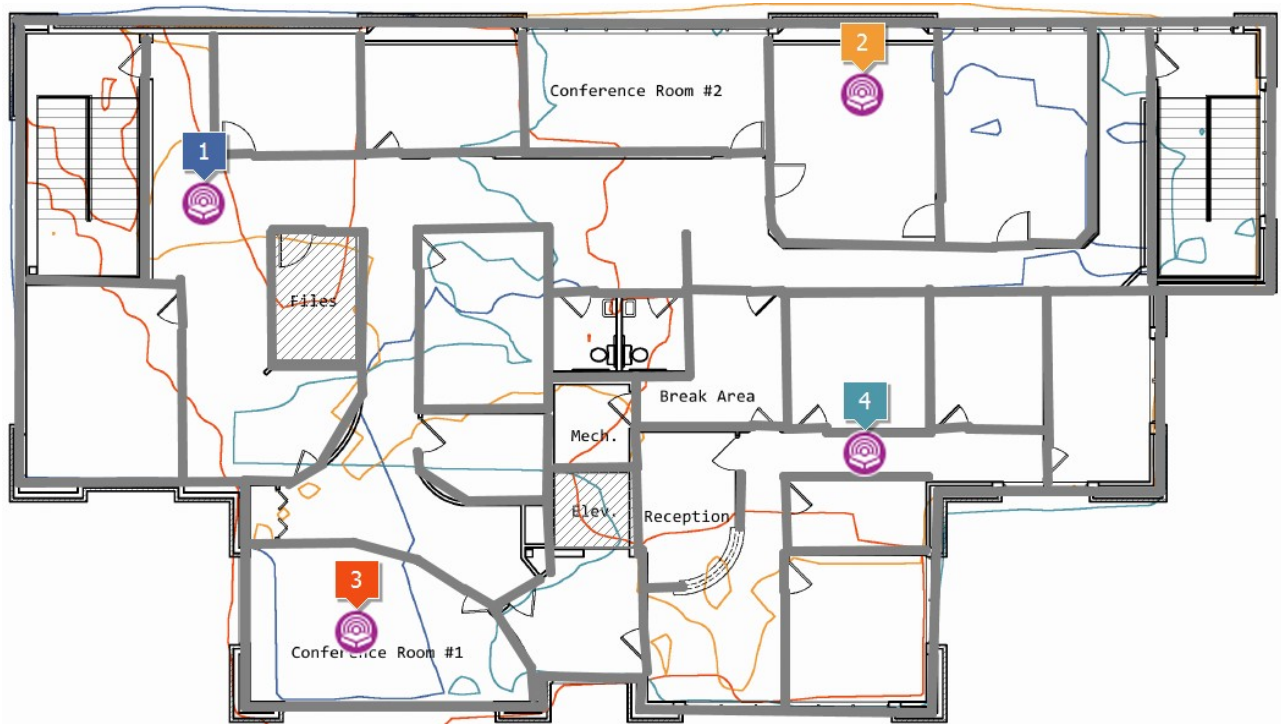 2
Conference Room #2
1
Files
Break Area
4
Mech.
Elev.
Reception
3
Conference Room #1